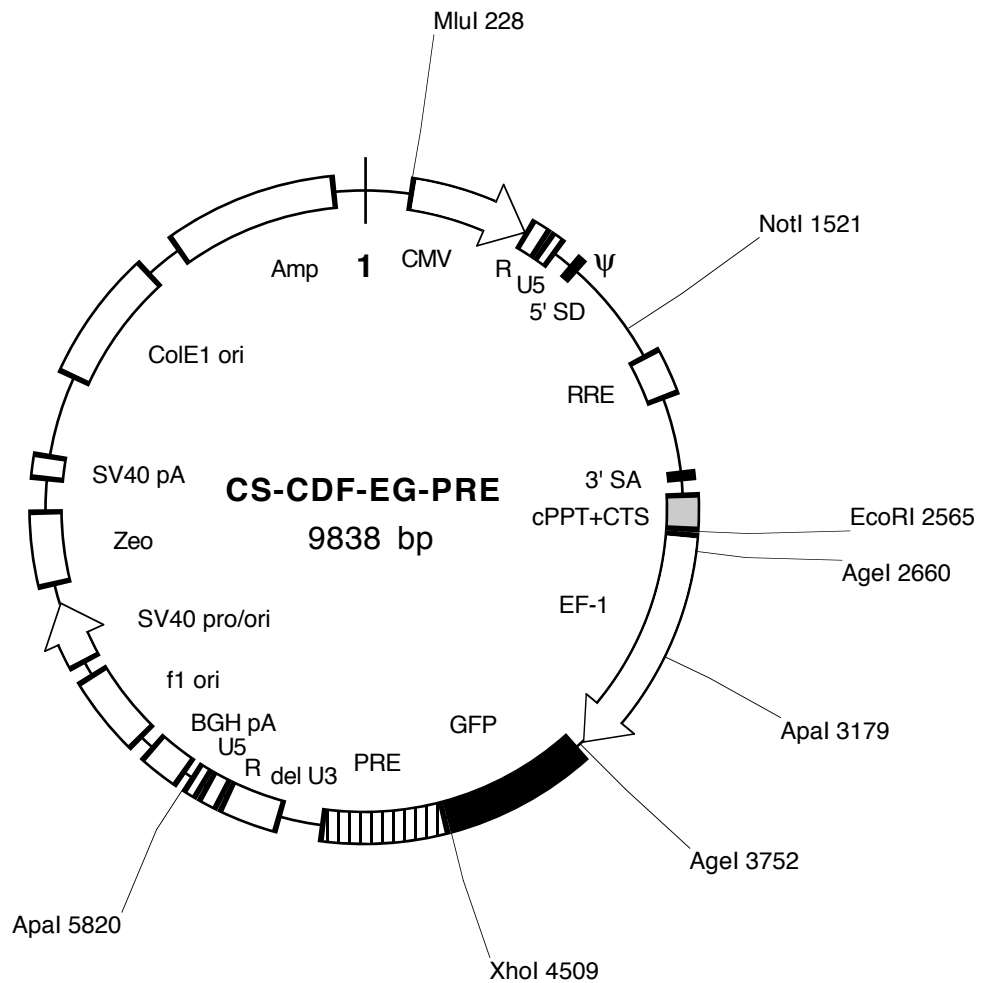 MluI 228
NotI 1521
Amp
1
CMV
R
U5
ψ
5' SD
ColE1 ori
RRE
SV40 pA
CS-CDF-EG-PRE
9838 bp
3' SA
cPPT+CTS
EcoRI 2565
AgeI 2660
Zeo
EF-1
SV40 pro/ori
f1 ori
BGH pA
U5
R
del U3
PRE
GFP
ApaI 3179
AgeI 3752
ApaI 5820
XhoI 4509